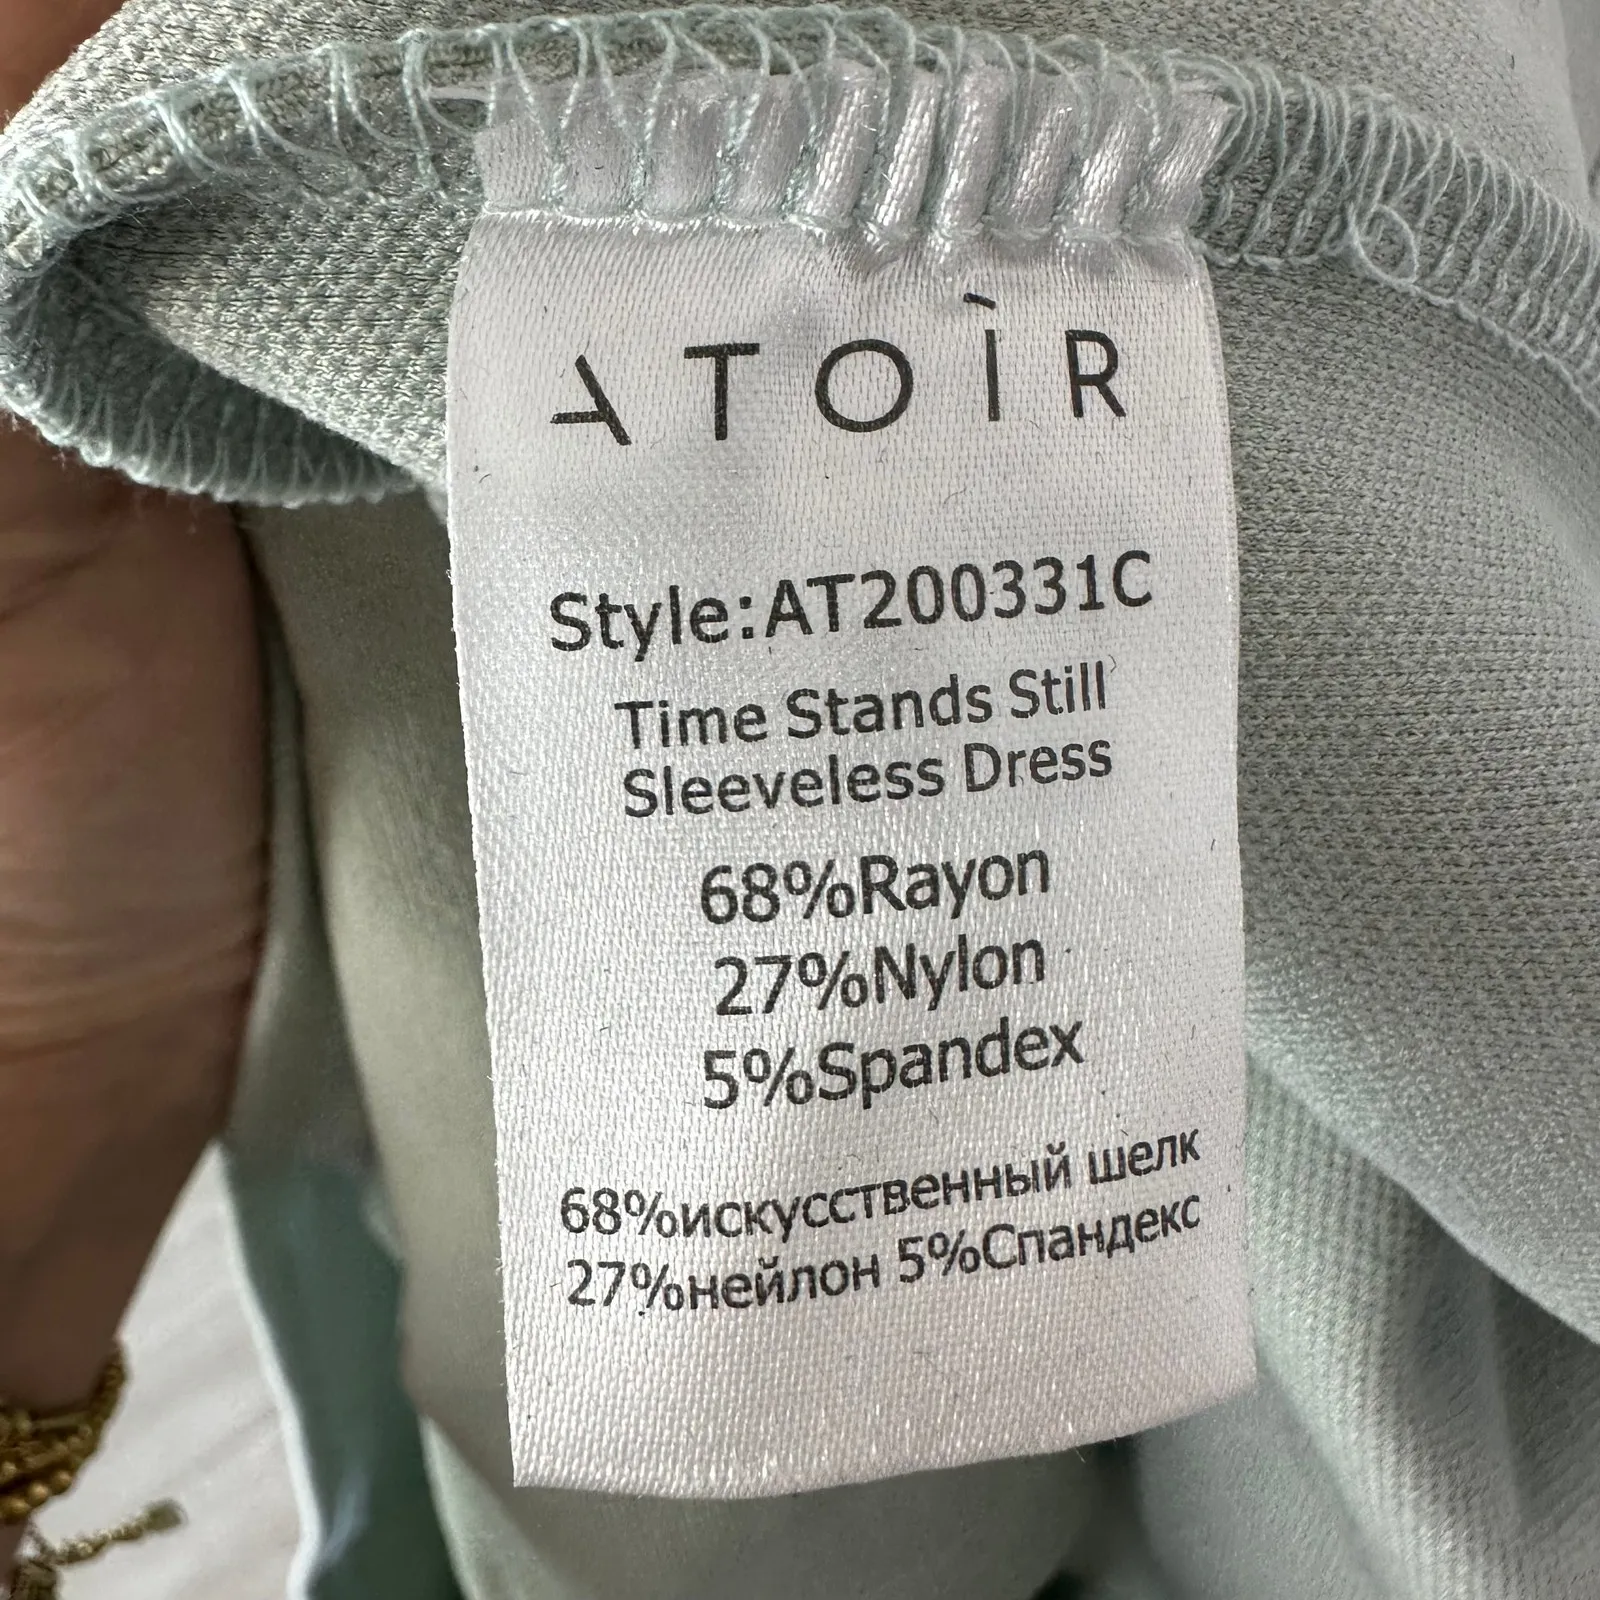 ATOÌR
Style:AT200331C
Time Stands Still
Sleeveless Dress
68%Rayon
27%Nylon
5%Spandex
68%искусственный шелк
27%нейлон 5%Спандекс